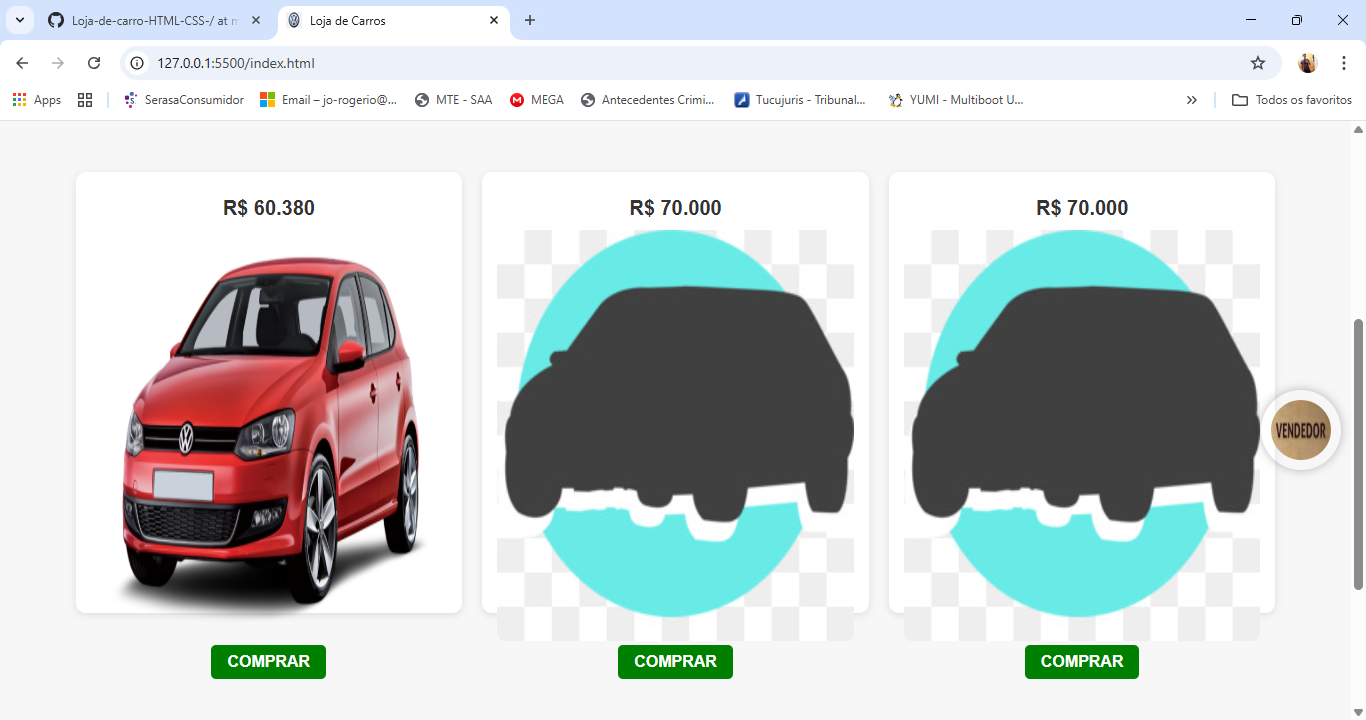 Loja-de-carro-HTML-CSS-/ at m
Loja de Carros
127.0.0.1:5500/index.html
Apps
SerasaConsumidor
Email – jo-rogerio@...
MTE - SAA
MEGA
Antecedentes Crimi...
Tucujuris - Tribunal...
YUMI - Multiboot U...
Todos os favoritos
R$ 60.380
R$ 70.000
R$ 70.000
VENDEDOR
COMPRAR
COMPRAR
COMPRAR